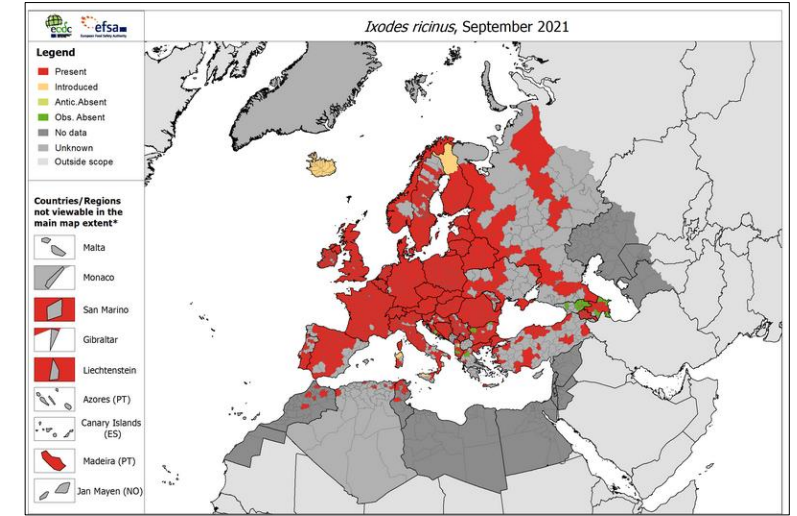 ecdc
efsa
European Food Safety Authority
Ixodes ricinus, September 2021
Legend
Present
Introduced
Antic.Absent
Obs. Absent
No data
Unknown
Outside scope
Countries/Regions
not viewable in the
main map extent*
Malta
Monaco
San Marino
Gibraltar
Liechtenstein
Azores (PT)
Canary Islands
(ES)
Madeira (PT)
Jan Mayen (NO)